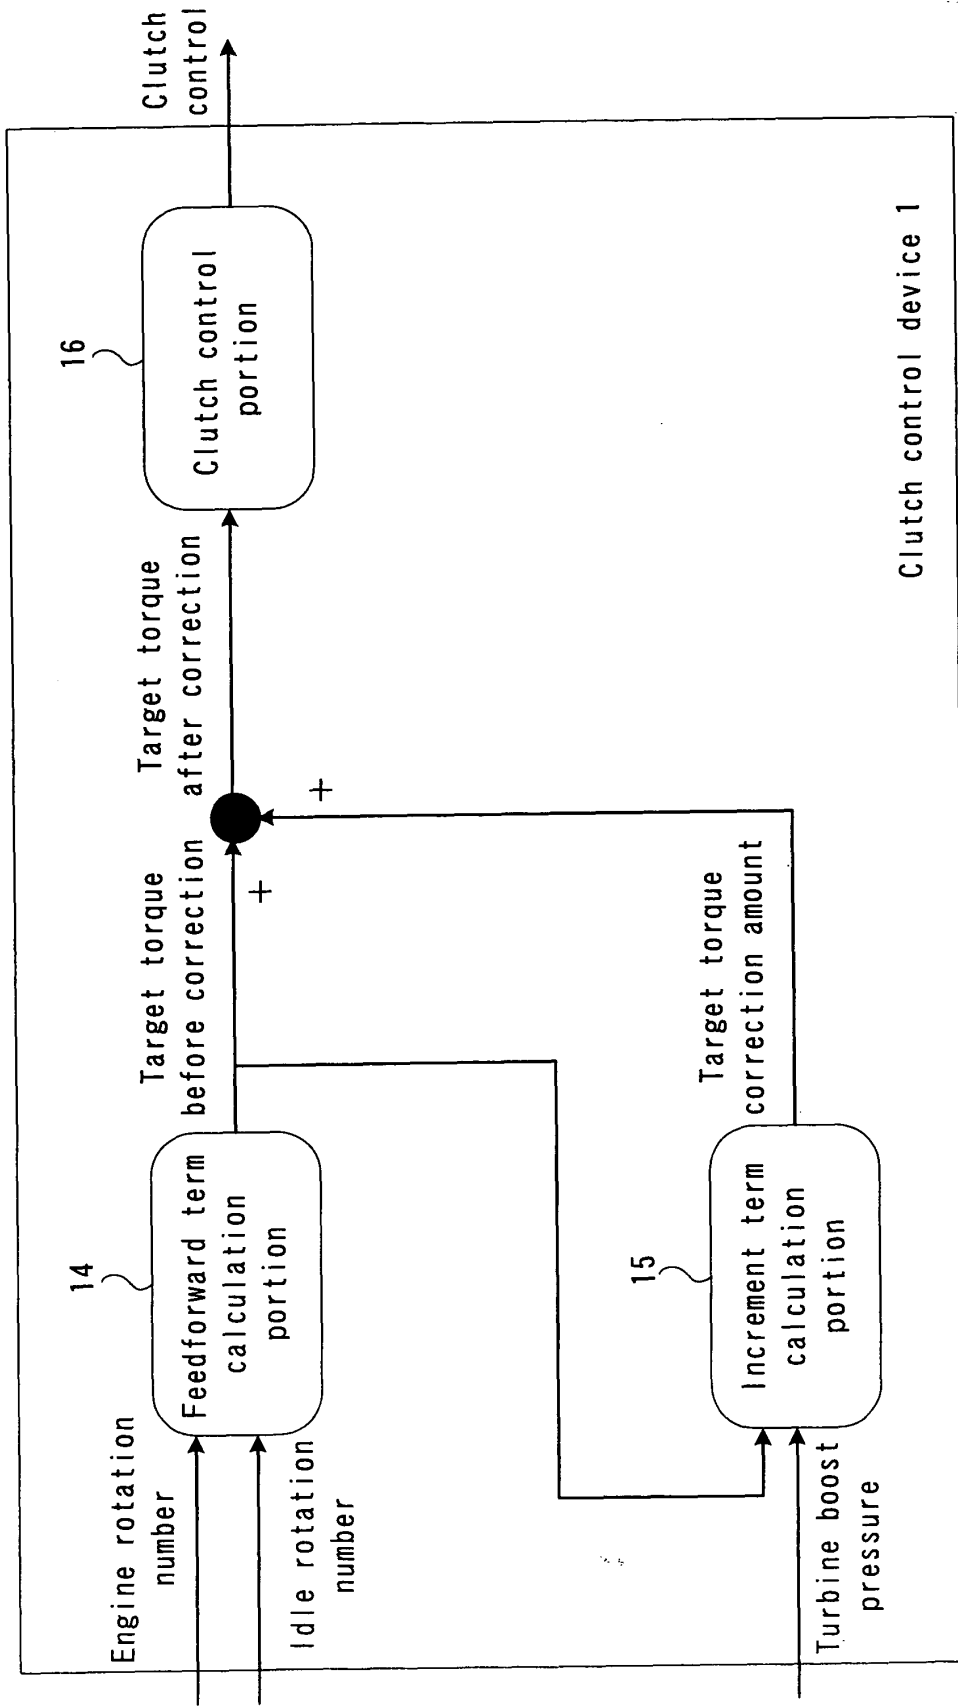 Engine rotation
number
Idle rotation
number
14
Feedforward term
calculation
portion
Target torque
before correction
+
Target torque
after correction
+
16
Clutch control
portion
Clutch
control
Turbine boost
pressure
15
Increment term
calculation
portion
Target torque
correction amount
Clutch control device 1